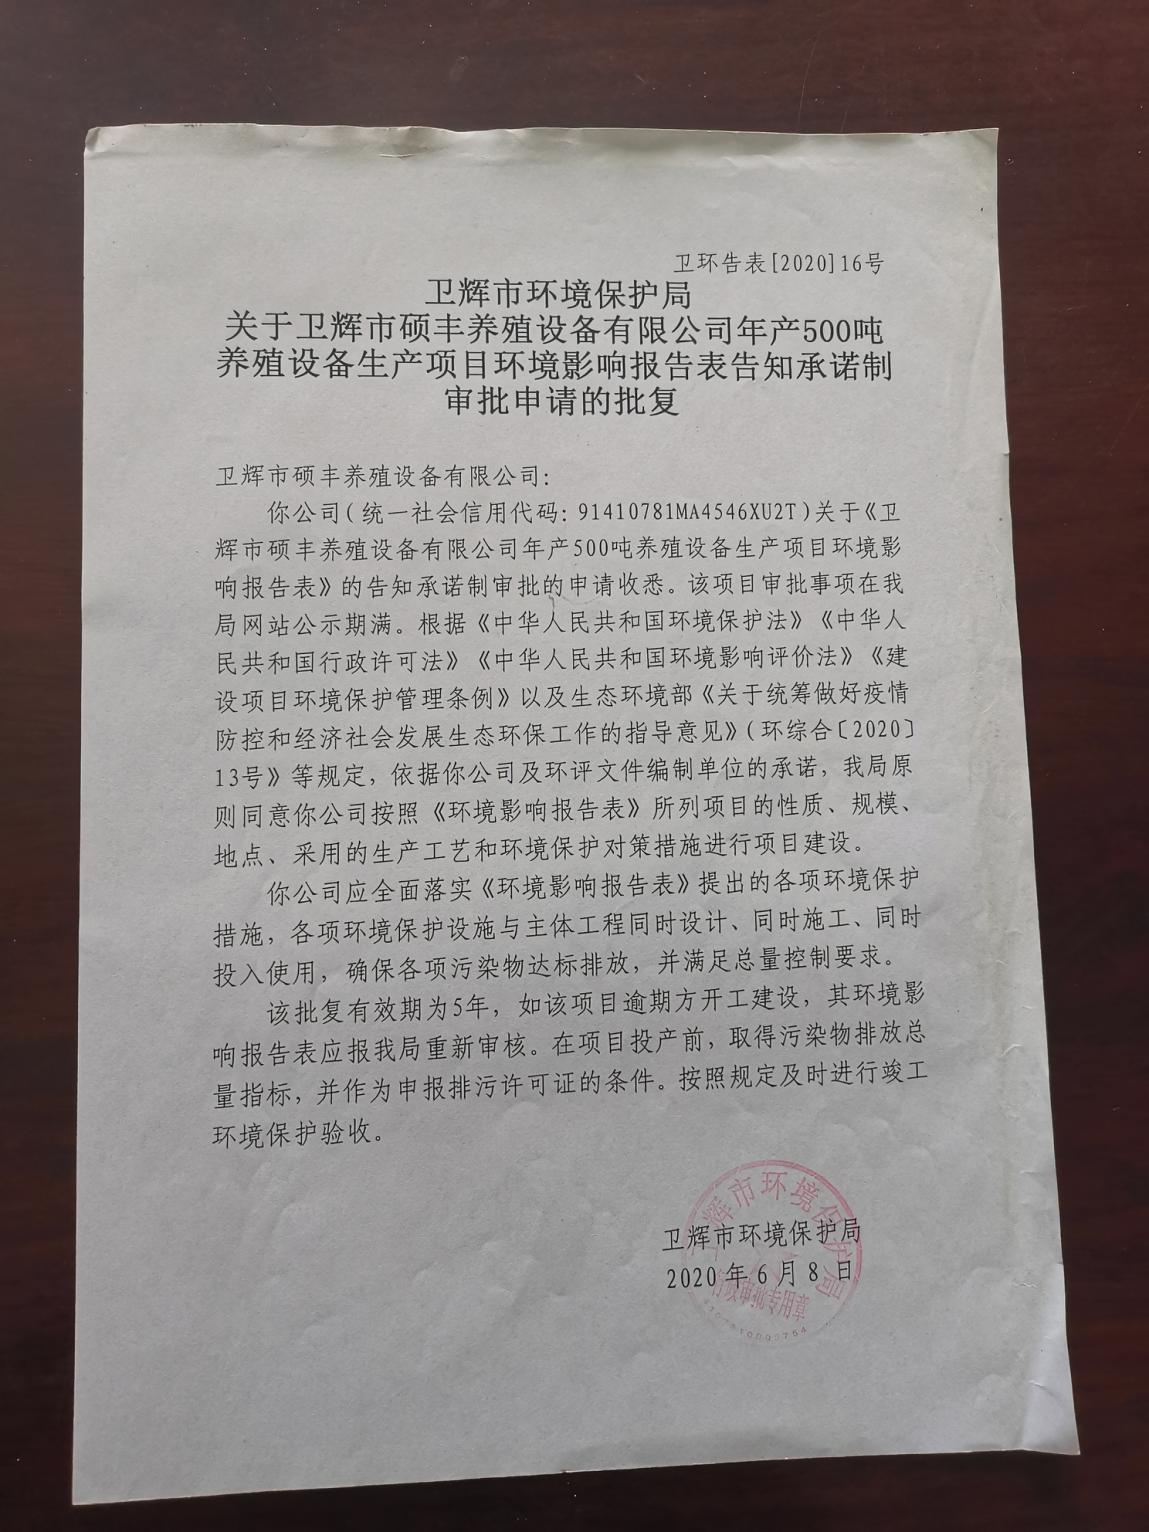 卫环告表[2020]16号
卫辉市环境保护局
关于卫辉市硕丰养殖设备有限公司年产500吨
养殖设备生产项目环境影响报告表告知承诺制
审批申请的批复
卫辉市硕丰养殖设备有限公司:
你公司(统一社会信用代码: 91410781MA4546XU2T)关于《卫
辉市硕丰养殖设备有限公司年产500吨养殖设备生产项目环境影
响报告表》的告知承诺制审批的申请收悉。该项目审批事项在我
局网站公示期满。根据《中华人民共和国环境保护法》《中华人
民共和国行政许可法》《中华人民共和国环境影响评价法》《建
设项目环境保护管理条例》以及生态环境部《关于统筹做好疫情
防控和经济社会发展生态环保工作的指导意见》(环综合〔2020〕
13号》等规定,依据你公司及环评文件编制单位的承诺,我局原
则同意你公司按照《环境影响报告表》所列项目的性质、规模、
地点、采用的生产工艺和环境保护对策措施进行项目建设。
你公司应全面落实《环境影响报告表》提出的各项环境保护
措施,各项环境保护设施与主体工程同时设计、同时施工、同时
投入使用,确保各项污染物达标排放,并满足总量控制要求。
该批复有效期为5年,如该项目逾期方开工建设,其环境影
响报告表应报我局重新审核。在项目投产前,取得污染物排放总
量指标,并作为申报排污许可证的条件。按照规定及时进行竣工
环境保护验收。
卫辉市环境保护局
2020年6月8日
卫辉市环境保护局
行政审批专用章